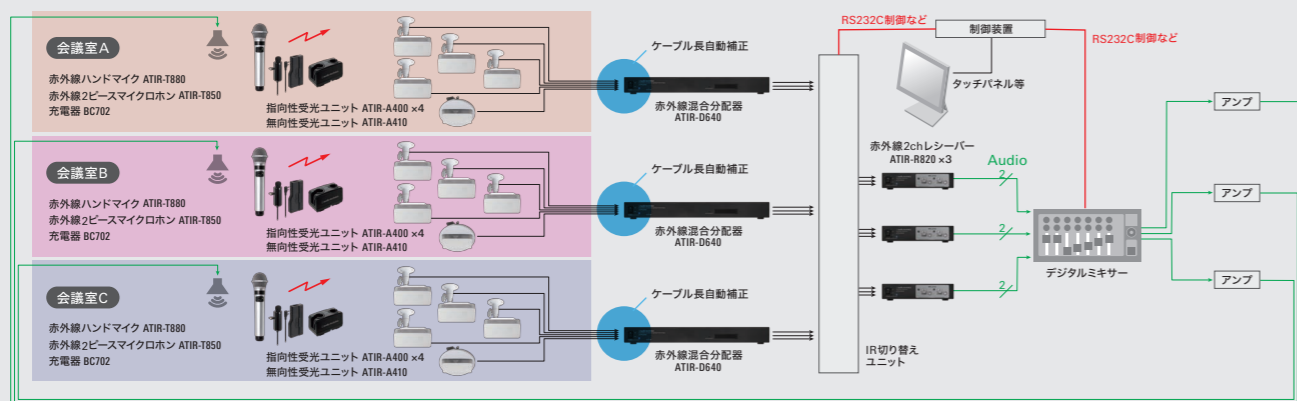 会議室A
赤外線ハンドマイク ATIR-T880
赤外線2ピースマイクロホン ATIR-T850
充電器 BC702
指向性受光ユニット ATIR-A400 ×4
無向性受光ユニット ATIR-A410
ケーブル長自動補正
赤外線混合分配器
ATIR-D640
会議室B
赤外線ハンドマイク ATIR-T880
赤外線2ピースマイクロホン ATIR-T850
充電器 BC702
指向性受光ユニット ATIR-A400 ×4
無向性受光ユニット ATIR-A410
ケーブル長自動補正
赤外線混合分配器
ATIR-D640
会議室C
赤外線ハンドマイク ATIR-T880
赤外線2ピースマイクロホン ATIR-T850
充電器 BC702
指向性受光ユニット ATIR-A400 ×4
無向性受光ユニット ATIR-A410
ケーブル長自動補正
赤外線混合分配器
ATIR-D640
IR切り替え
ユニット
RS232C制御など
制御装置
RS232C制御など
タッチパネル等
赤外線2chレシーバー
ATIR-R820 ×3
Audio
2
2
2
デジタルミキサー
アンプ
アンプ
アンプ